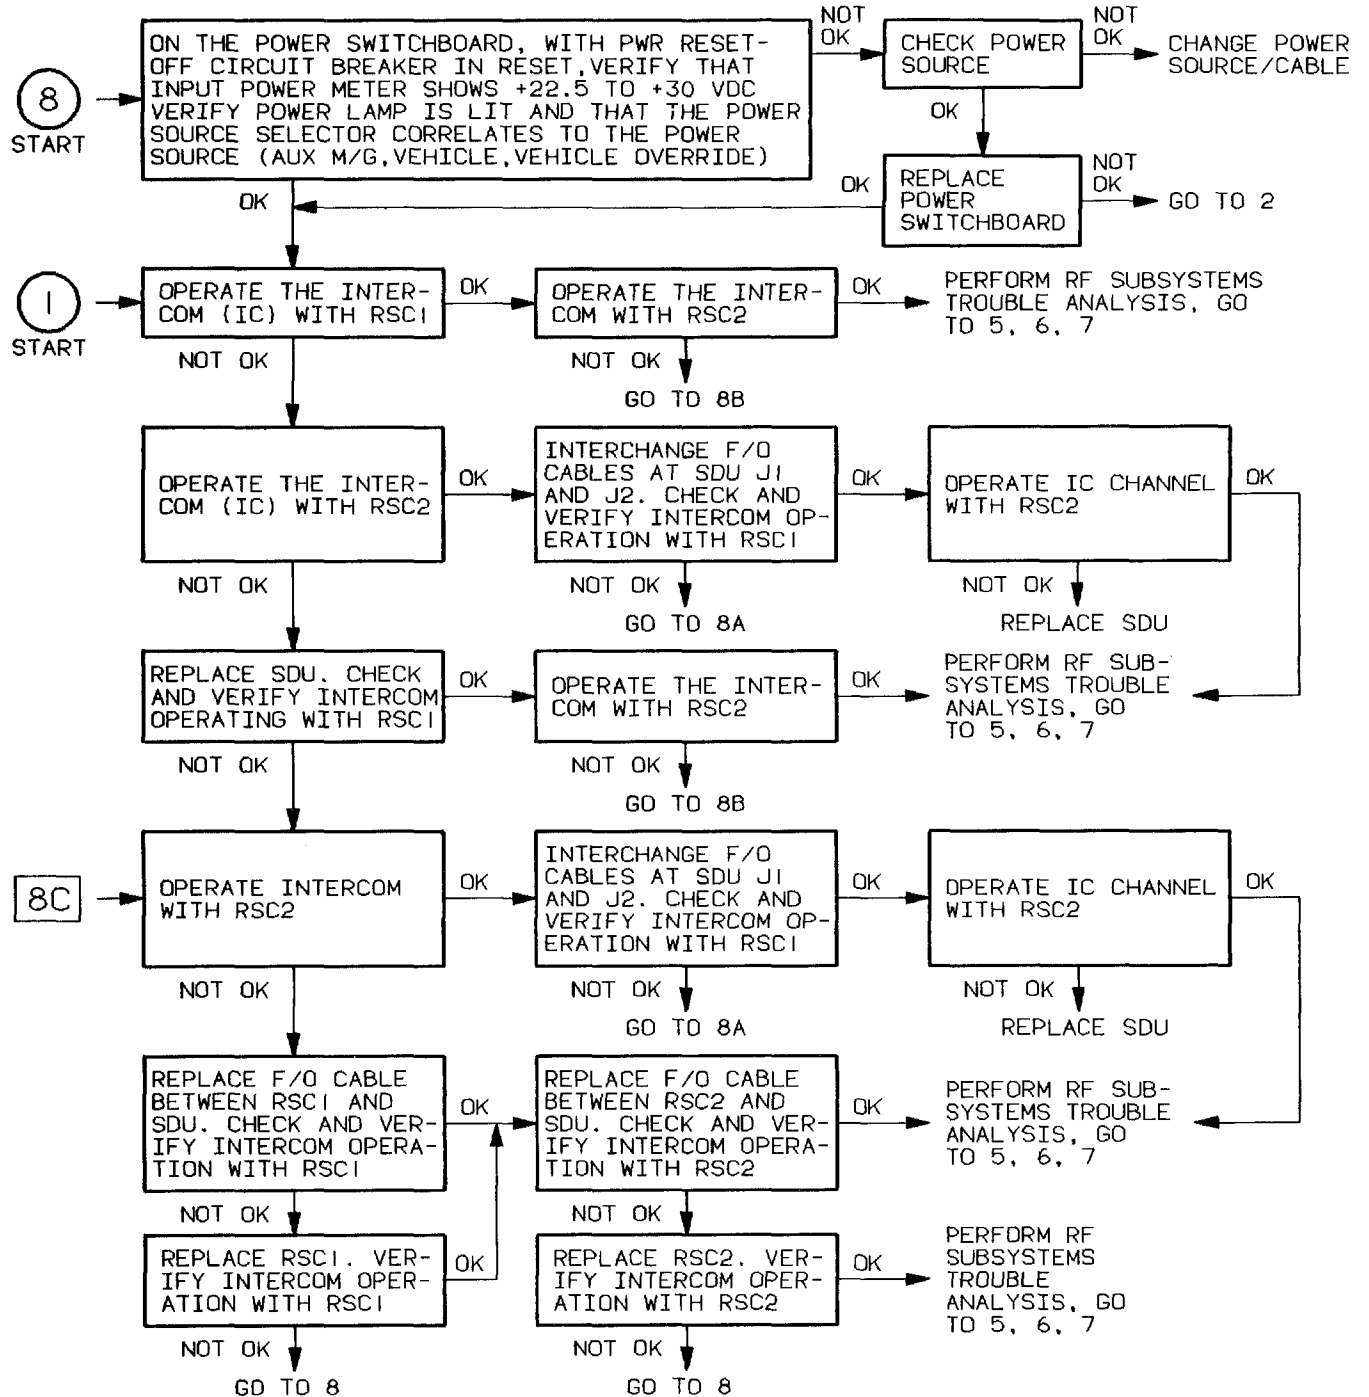 8
START
ON THE POWER SWITCHBOARD, WITH PWR RESET-
OFF CIRCUIT BREAKER IN RESET,VERIFY THAT
INPUT POWER METER SHOWS +22.5 TO +30 VDC
VERIFY POWER LAMP IS LIT AND THAT THE POWER
SOURCE SELECTOR CORRELATES TO THE POWER
SOURCE (AUX M/G,VEHICLE,VEHICLE OVERRIDE)
NOT
OK
CHECK POWER
SOURCE
NOT
OK
CHANGE POWER
SOURCE/CABLE
OK
REPLACE
POWER
SWITCHBOARD
NOT
OK
GO TO 2
OK
OK
1
START
OPERATE THE INTER-
COM (IC) WITH RSC1
OK
OPERATE THE INTER-
COM WITH RSC2
OK
PERFORM RF SUBSYSTEMS
TROUBLE ANALYSIS, GO
TO 5, 6, 7
NOT OK
NOT OK
GO TO 8B
OPERATE THE INTER-
COM (IC) WITH RSC2
OK
INTERCHANGE F/O
CABLES AT SDU J1
AND J2. CHECK AND
VERIFY INTERCOM OP-
ERATION WITH RSC1
OK
OPERATE IC CHANNEL
WITH RSC2
OK
NOT OK
NOT OK
GO TO 8A
NOT OK
REPLACE SDU
REPLACE SDU. CHECK
AND VERIFY INTERCOM
OPERATING WITH RSC1
OK
OPERATE THE INTER-
COM WITH RSC2
OK
PERFORM RF SUB-
SYSTEMS TROUBLE
ANALYSIS, GO
TO 5, 6, 7
NOT OK
NOT OK
GO TO 8B
8C
OPERATE INTERCOM
WITH RSC2
OK
INTERCHANGE F/O
CABLES AT SDU J1
AND J2. CHECK AND
VERIFY INTERCOM OP-
ERATION WITH RSC1
OK
OPERATE IC CHANNEL
WITH RSC2
OK
NOT OK
NOT OK
GO TO 8A
NOT OK
REPLACE SDU
REPLACE F/O CABLE
BETWEEN RSC1 AND
SDU. CHECK AND VER-
IFY INTERCOM OPERA-
TION WITH RSC1
OK
REPLACE F/O CABLE
BETWEEN RSC2 AND
SDU. CHECK AND VER-
IFY INTERCOM OPERA-
TION WITH RSC2
OK
PERFORM RF SUB-
SYSTEMS TROUBLE
ANALYSIS, GO
TO 5, 6, 7
NOT OK
NOT OK
REPLACE RSC1. VER-
IFY INTERCOM OPER-
ATION WITH RSC1
OK
REPLACE RSC2. VER-
IFY INTERCOM OPER-
ATION WITH RSC2
OK
PERFORM RF
SUBSYSTEMS
TROUBLE
ANALYSIS, GO
TO 5, 6, 7
NOT OK
GO TO 8
NOT OK
GO TO 8